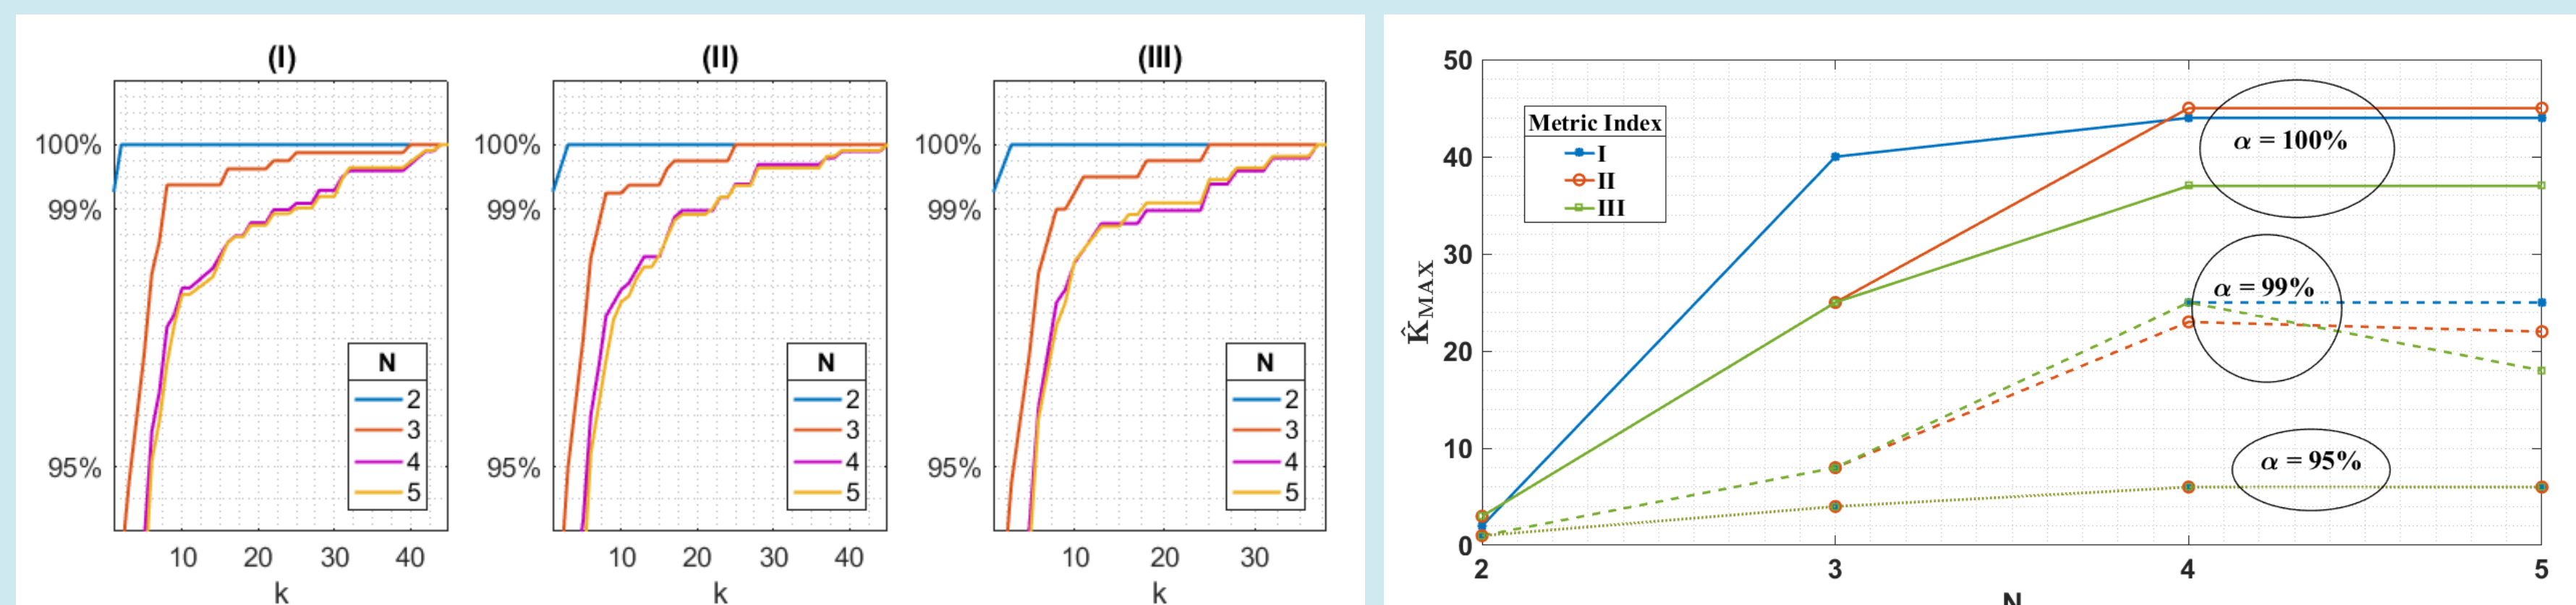 (I)
100%
99%
95%
10 20 30 40
k
N
2
3
4
5
(II)
100%
99%
95%
10 20 30 40
k
N
2
3
4
5
(III)
100%
99%
95%
10 20 30
k
N
2
3
4
5
50
40
30
20
10
0
K̂MAX
Metric Index
I
II
III
α = 100%
α = 99%
α = 95%
2 3 4 5
N